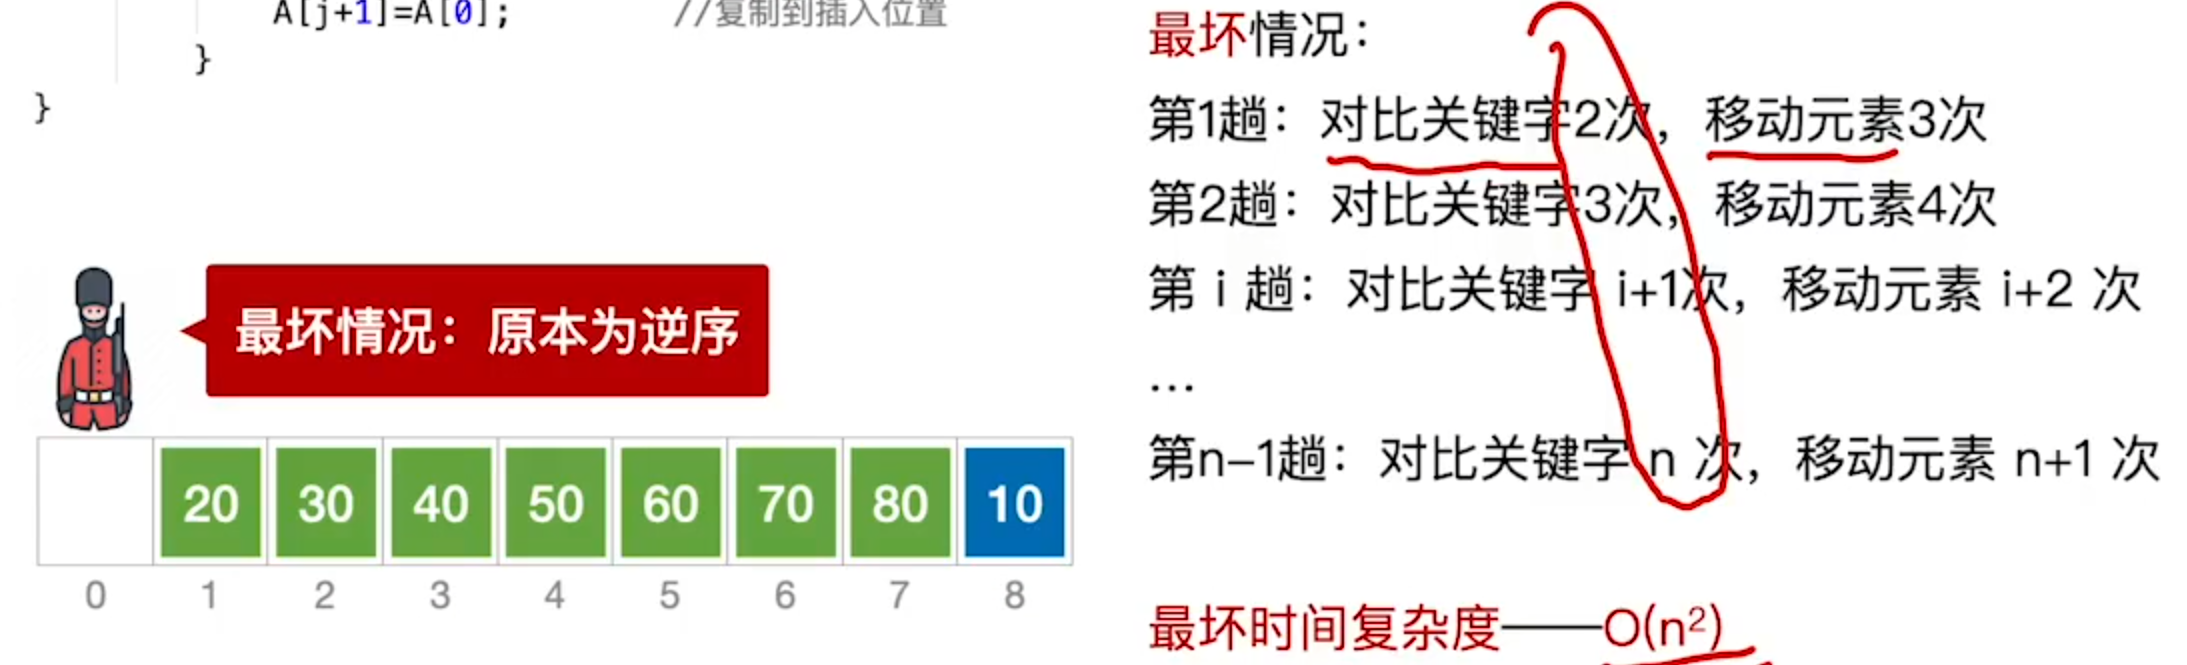 A[j+1]=A[0]; //复制到插入位置
}
}
最坏情况：原本为逆序
20 30 40 50 60 70 80 10
0 1 2 3 4 5 6 7 8
最坏情况：
第1趟：对比关键字2次，移动元素3次
第2趟：对比关键字3次，移动元素4次
第 i 趟：对比关键字 i+1次，移动元素 i+2 次
…
第n-1趟：对比关键字 n 次，移动元素 n+1 次
最坏时间复杂度——O(n²)